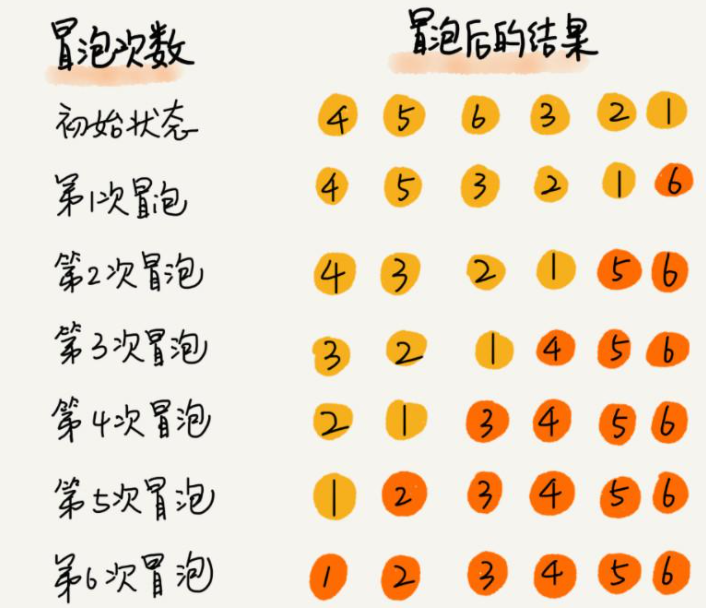 冒泡次数 冒泡后的结果
初始状态 4 5 6 3 2 1
第1次冒泡 4 5 3 2 1 6
第2次冒泡 4 3 2 1 5 6
第3次冒泡 3 2 1 4 5 6
第4次冒泡 2 1 3 4 5 6
第5次冒泡 1 2 3 4 5 6
第6次冒泡 1 2 3 4 5 6